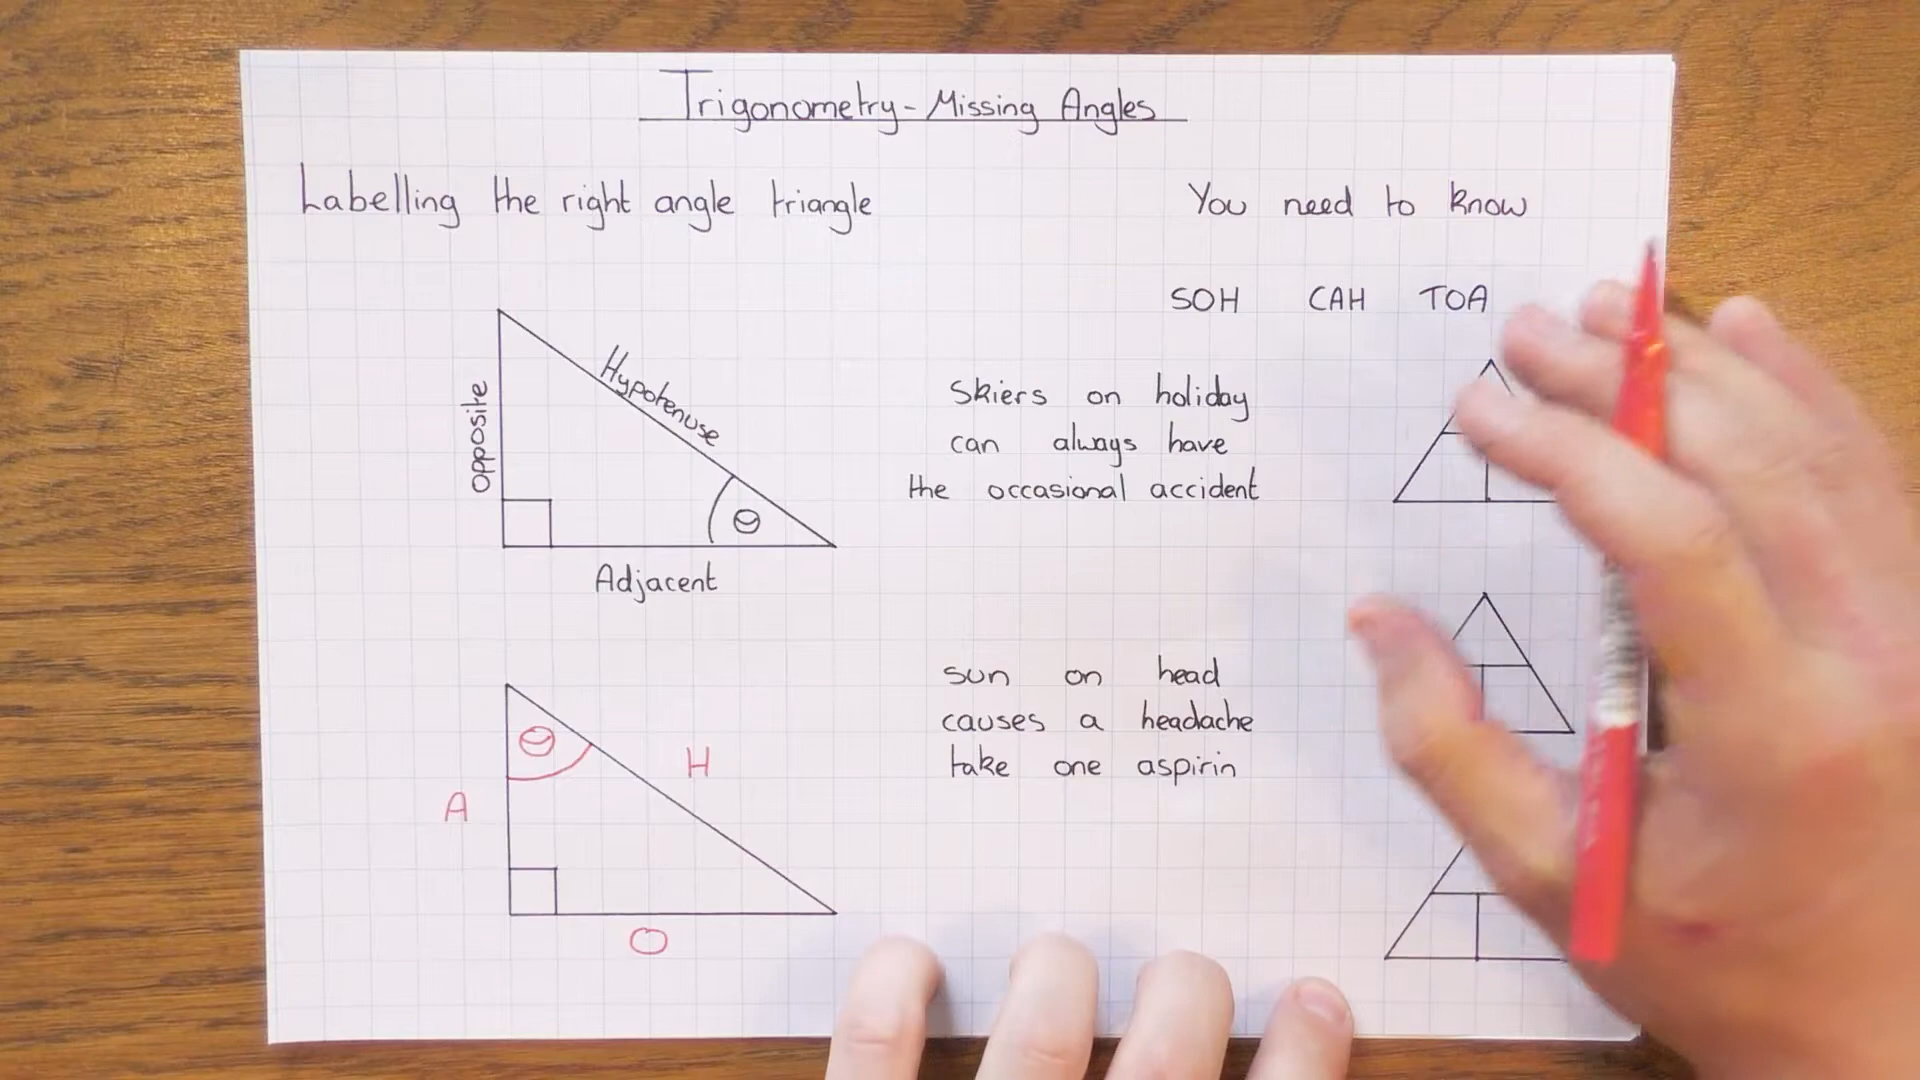 Trigonometry - Missing Angles
Labelling the right angle triangle
opposite
Hypotenuse
Θ
Adjacent
Θ
H
A
O
You need to know
SOH CAH TOA
Skiers on holiday
can always have
the occasional accident
sun on head
causes a headache
take one aspirin